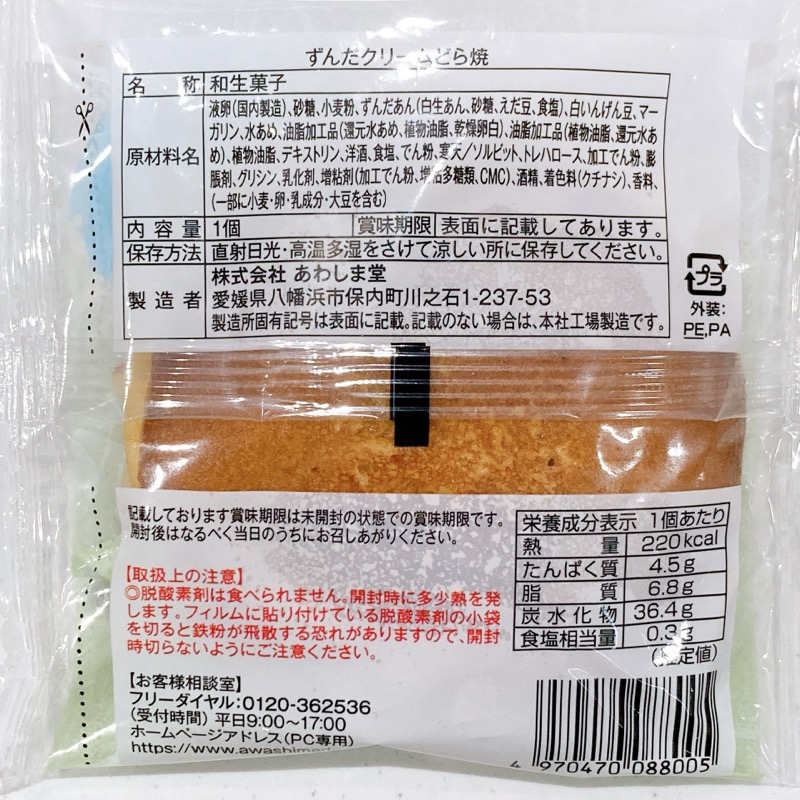 ずんだクリームどら焼
名称 和生菓子
原材料名
液卵(国内製造)、砂糖、小麦粉、ずんだあん(白生あん、砂糖、えだ豆、食塩)、白いんげん豆、マー
ガリン、水あめ、油脂加工品(還元水あめ、植物油脂、乾燥卵白)、油脂加工品(植物油脂、還元水あ
め)、植物油脂、デキストリン、洋酒、食塩、でん粉、寒天/ソルビット、トレハロース、加工でん粉、膨
脹剤、グリシン、乳化剤、増粘剤(加工でん粉、増粘多糖類、CMC)、酒精、着色料(クチナシ)、香料、
(一部に小麦・卵・乳成分・大豆を含む)
内容量 1個 賞味期限 表面に記載してあります。
保存方法 直射日光・高温多湿をさけて涼しい所に保存してください。
製造者
株式会社 あわしま堂
愛媛県八幡浜市保内町川之石1-237-53
製造所固有記号は表面に記載。記載のない場合は、本社工場製造です。
プラ
外装:
PE,PA
記載しております賞味期限は未開封の状態での賞味期限です。
開封後はなるべく当日のうちにお召しあがりください。
【取扱上の注意】
◎脱酸素剤は食べられません。開封時に多少熱を発
します。フィルムに貼り付けている脱酸素剤の小袋
を切ると鉄粉が飛散する恐れがありますので、開封
時切らないようにご注意ください。
【お客様相談室】
フリーダイヤル:0120-362536
(受付時間) 平日9:00〜17:00
ホームページアドレス(PC専用)
栄養成分表示 1個あたり
熱量 220kcal
たんぱく質 4.5g
脂質 6.8g
炭水化物 36.4g
食塩相当量 0.3g
4 970470 088005